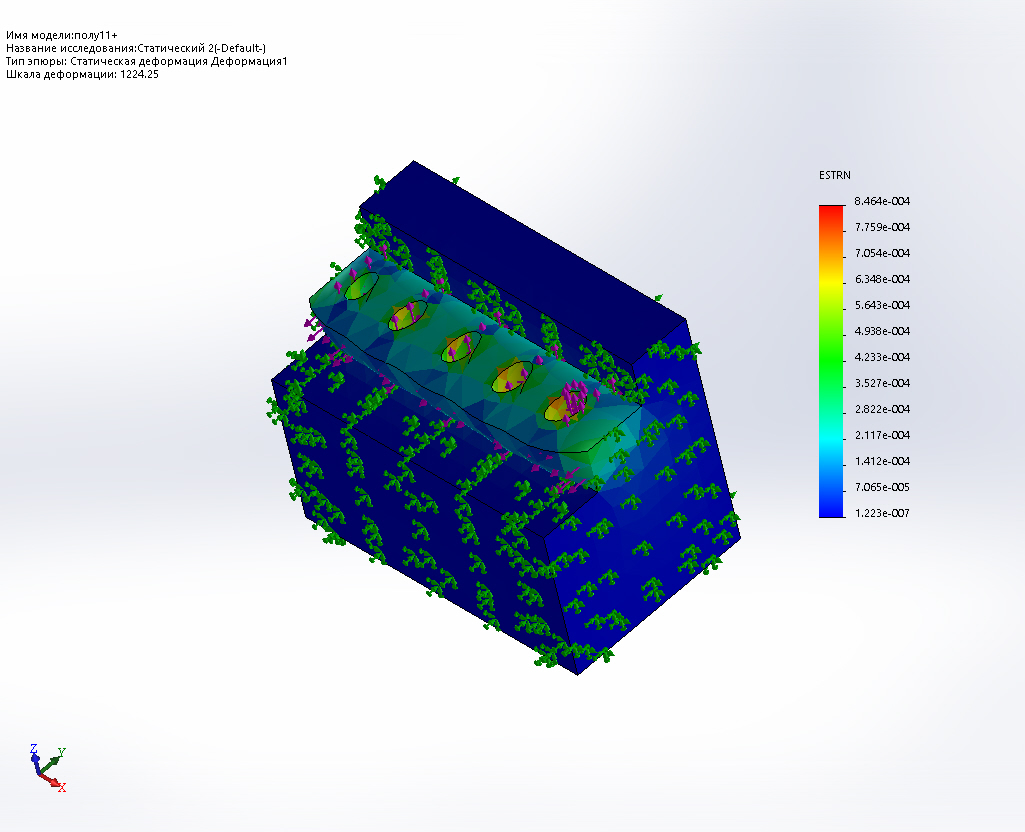 Имя модели:полу11+
Название исследования:Статический 2(-Default-)
Тип эпюры: Статическая деформация Деформация1
Шкала деформации: 1224.25
ESTRN
8.464e-004
7.759e-004
7.054e-004
6.348e-004
5.643e-004
4.938e-004
4.233e-004
3.527e-004
2.822e-004
2.117e-004
1.412e-004
7.065e-005
1.223e-007
Z
Y
X